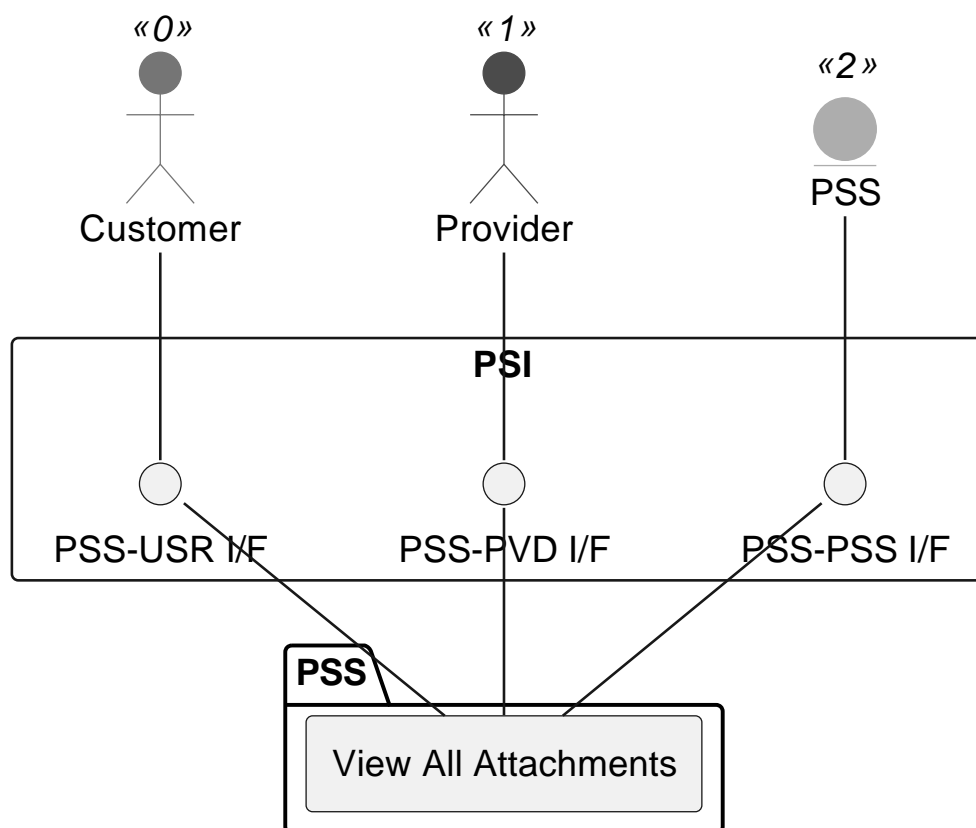 «0»
«1»
«2»
Customer
Provider
PSS
PSI
PSS-USR I/F
PSS-PVD I/F
PSS-PSS I/F
PSS
View All Attachments